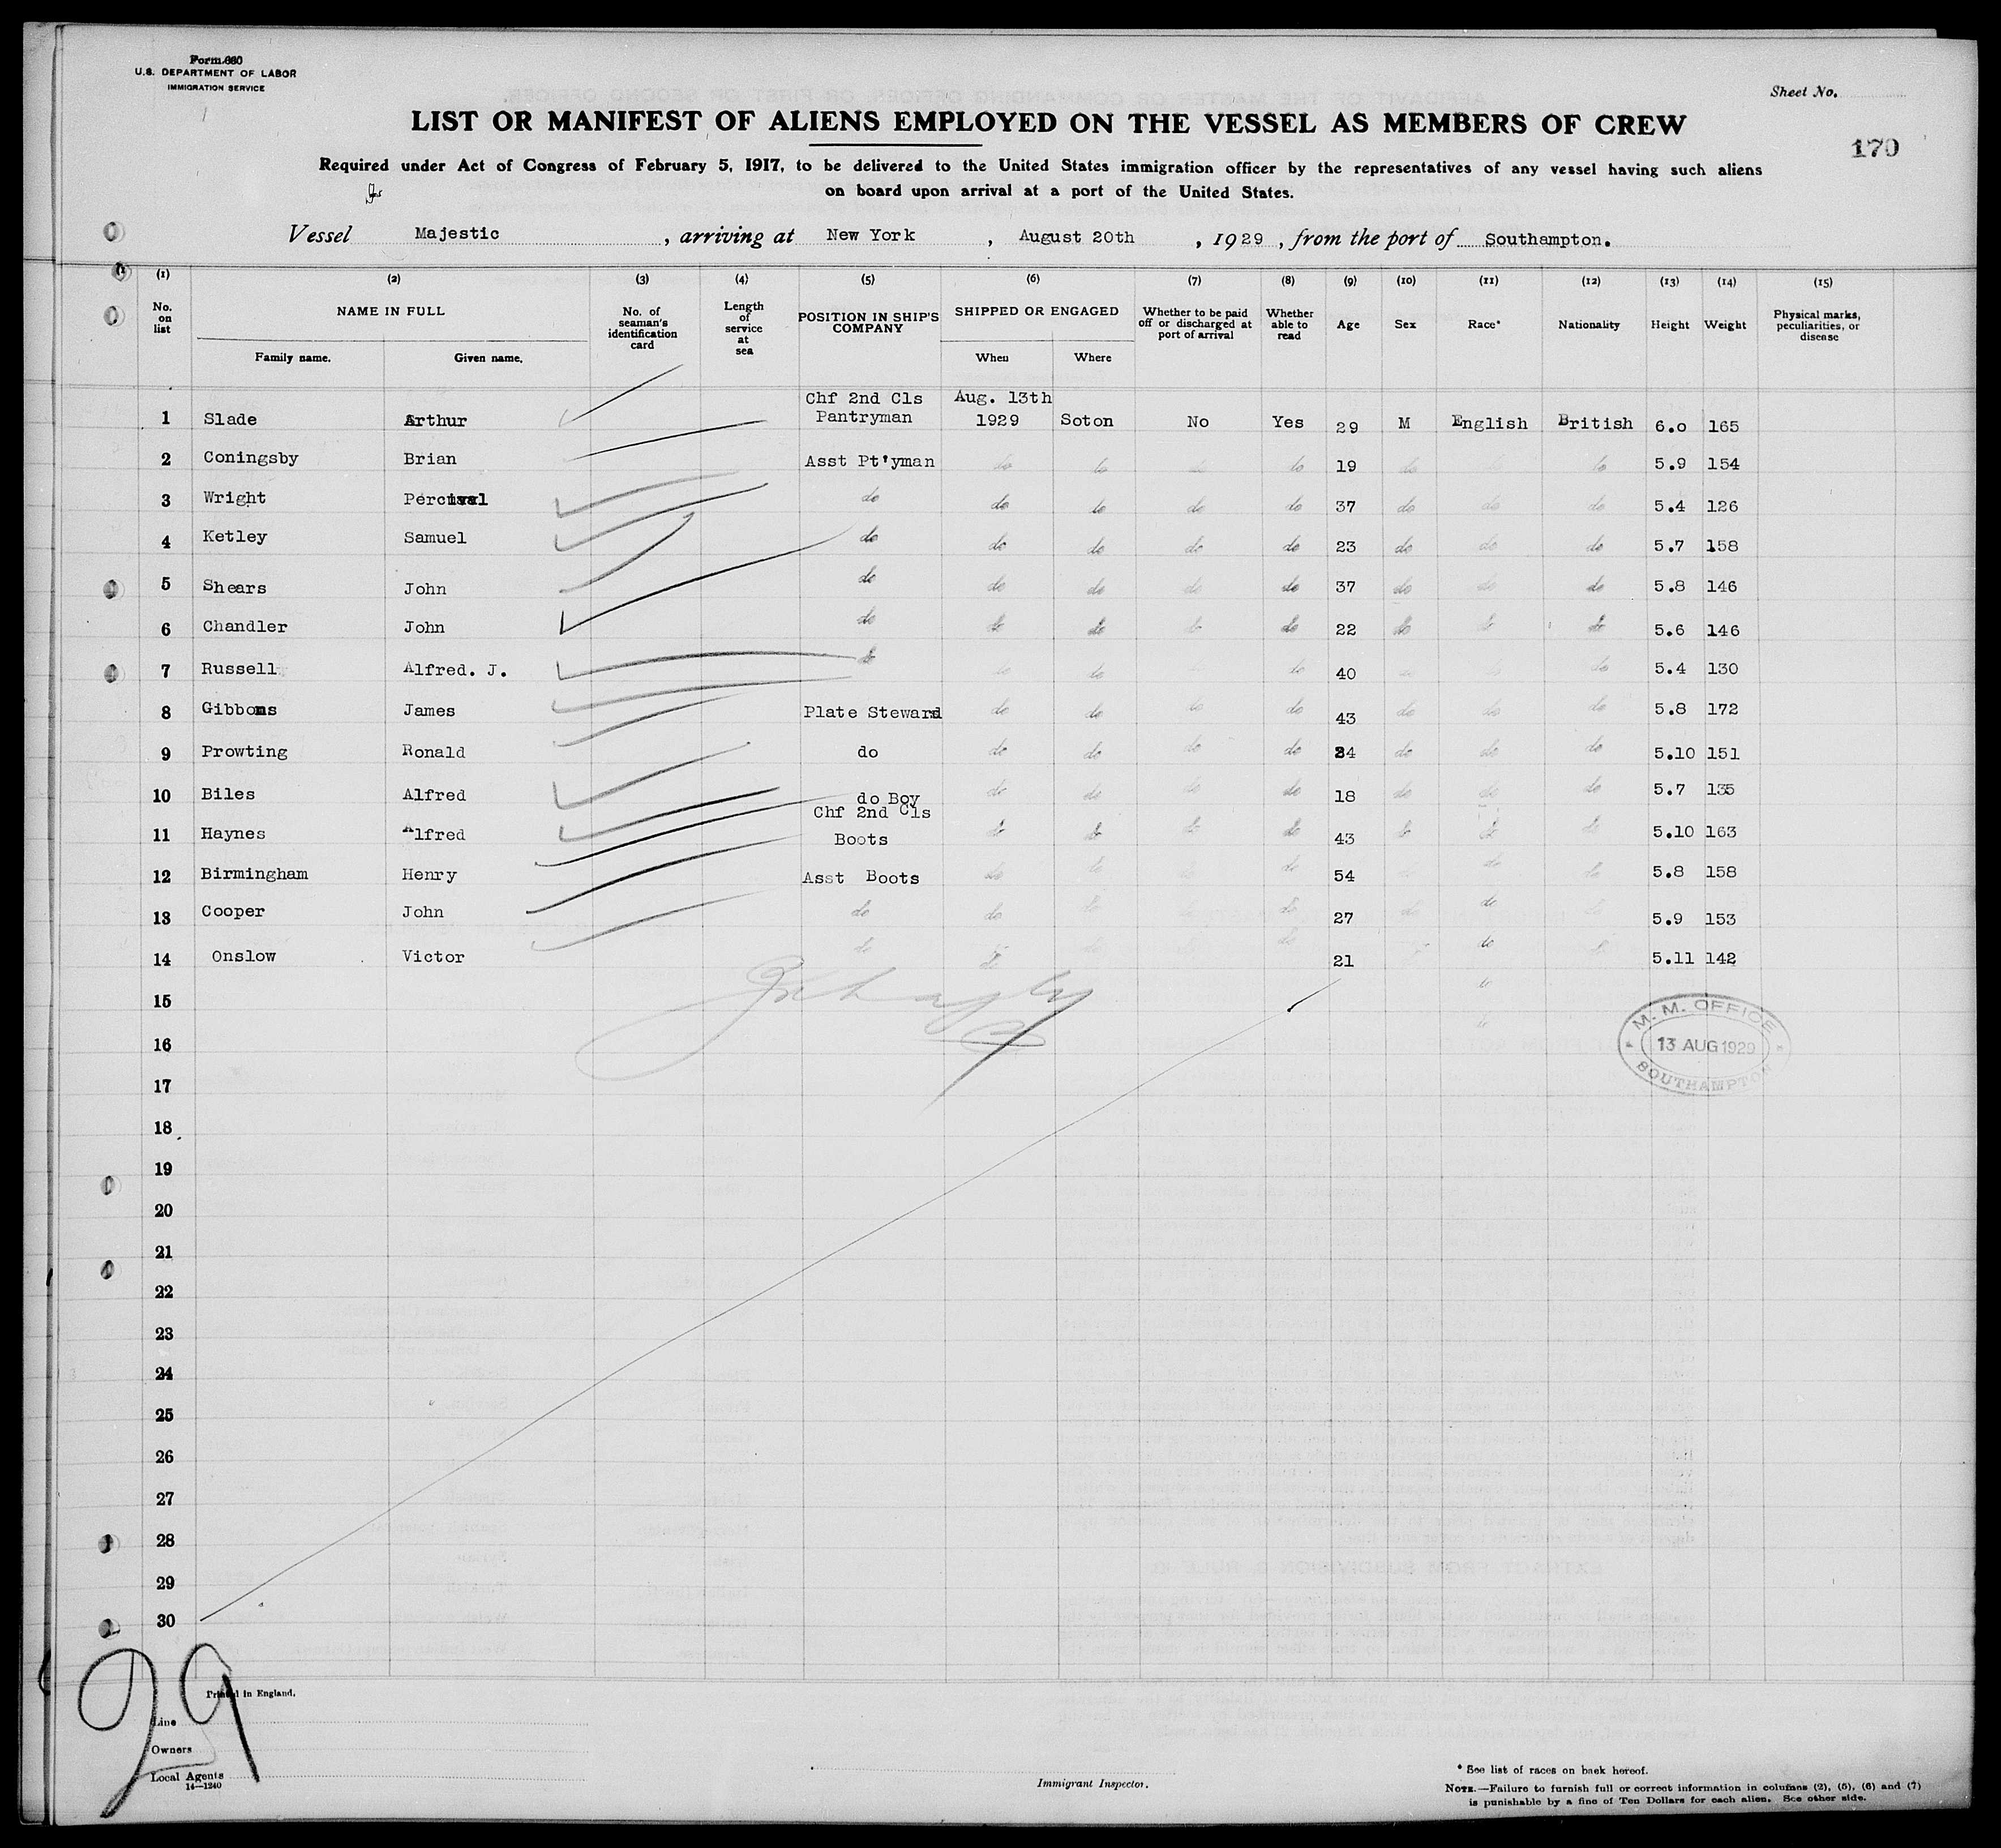 Form 680
U.S. DEPARTMENT OF LABOR
IMMIGRATION SERVICE
Sheet No.
LIST OR MANIFEST OF ALIENS EMPLOYED ON THE VESSEL AS MEMBERS OF CREW
170
Required under Act of Congress of February 5, 1917, to be delivered to the United States immigration officer by the representatives of any vessel having such aliens
on board upon arrival at a port of the United States.
Vessel Majestic , arriving at New York , August 20th , 1929 , from the port of Southampton.
(1) (2) (3) (4) (5) (6) (7) (8) (9) (10) (11) (12) (13) (14) (15)
No. on list NAME IN FULL Family name. Given name. No. of seaman's identification card Length of service at sea POSITION IN SHIP'S COMPANY SHIPPED OR ENGAGED When Where Whether to be paid off or discharged at port of arrival Whether able to read Age Sex Race* Nationality Height Weight Physical marks, peculiarities, or disease
1 Slade Arthur Chf 2nd Cls Pantryman Aug. 13th 1929 Soton No Yes 29 M English British 6.0 165
2 Coningsby Brian Asst Pt'yman do do do do 19 do do do 5.9 154
3 Wright Percival do do do do do 37 do do do 5.4 126
4 Ketley Samuel do do do do do 23 do do do 5.7 158
5 Shears John do do do do do 37 do do do 5.8 146
6 Chandler John do do do do do 22 do do do 5.6 146
7 Russell Alfred. J. do do do do 40 do 5.4 130
8 Gibbons James Plate Steward do do do do 43 do do do 5.8 172
9 Prowting Ronald do do do do do 24 do do do 5.10 151
10 Biles Alfred do Boy do do do do 18 do do do 5.7 135
11 Haynes Alfred Chf 2nd Cls Boots do do do do 43 do do do 5.10 163
12 Birmingham Henry Asst Boots do do do do 54 do do 5.8 158
13 Cooper John do do do do do 27 do do do 5.9 153
14 Onslow Victor do do do do 21 do do 5.11 142
15
16
17
18
19
20
21
22
23
24
25
26
27
28
29
30
M. M. OFFICE
13 AUG 1929
SOUTHAMPTON
29
Printed in England.
Line
Owners
Local Agents
14—1240
Immigrant Inspector.
* See list of races on back hereof.
NOTE.—Failure to furnish full or correct information in columns (2), (5), (6) and (7)
is punishable by a fine of Ten Dollars for each alien. See other side.